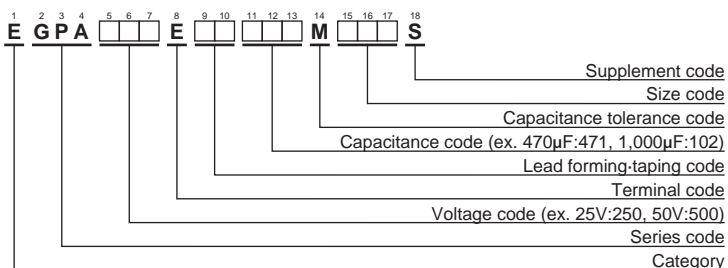 1 2 3 4 5 6 7 8 9 10 11 12 13 14 15 16 17 18
E GPA □□□ E □□ □□□ M □□□ S
Supplement code
Size code
Capacitance tolerance code
Capacitance code (ex. 470μF:471, 1,000μF:102)
Lead forming·taping code
Terminal code
Voltage code (ex. 25V:250, 50V:500)
Series code
Category